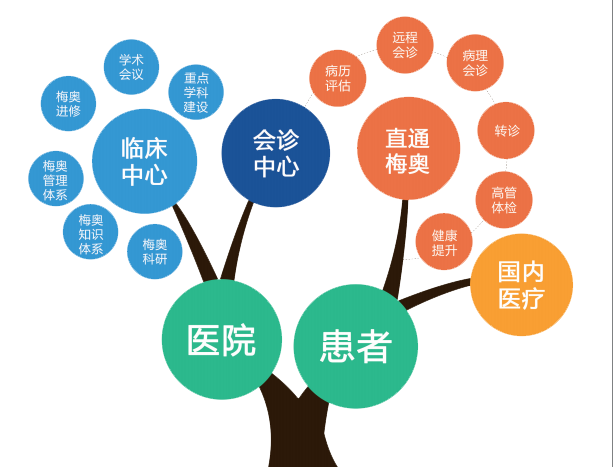 学术
会议
重点
学科
建设
梅奥
进修
临床
中心
梅奥
管理
体系
梅奥
知识
体系
梅奥
科研
会诊
中心
病历
评估
远程
会诊
病理
会诊
直通
梅奥
转诊
高管
体检
健康
提升
国内
医疗
医院
患者